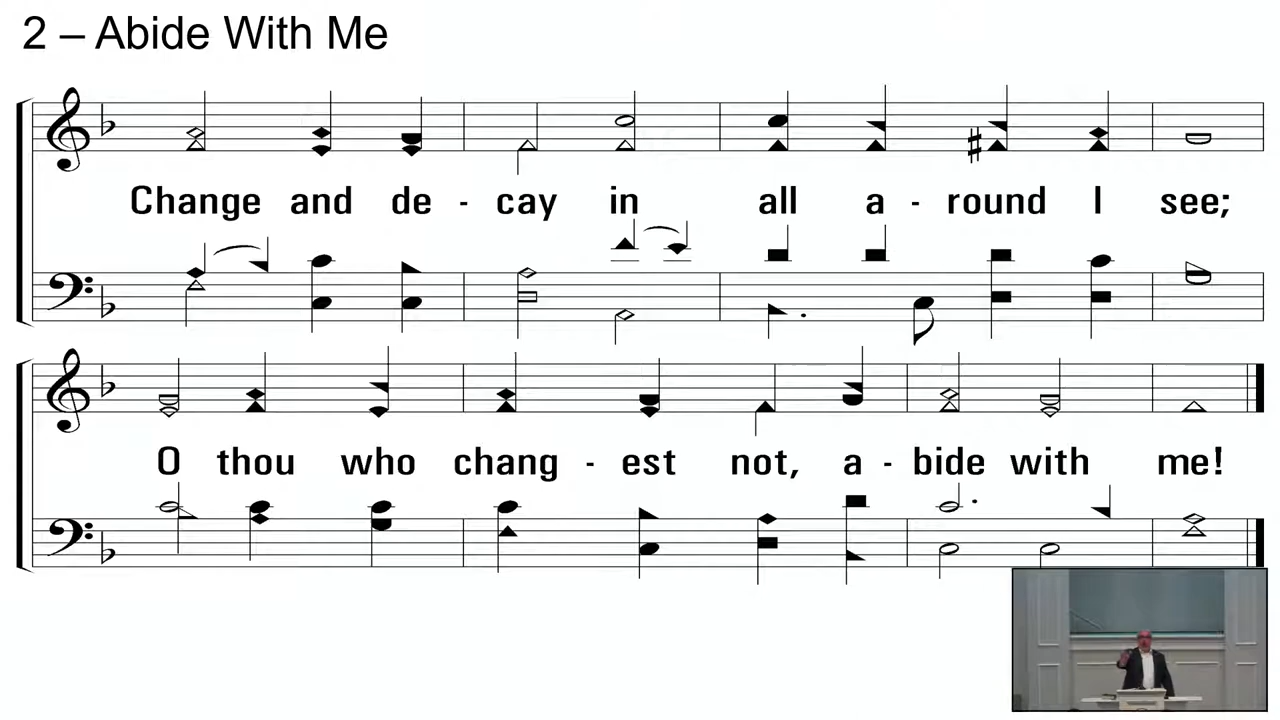 2 – Abide With Me
Change and de - cay in all a - round I see;
O thou who chang - est not, a - bide with me!